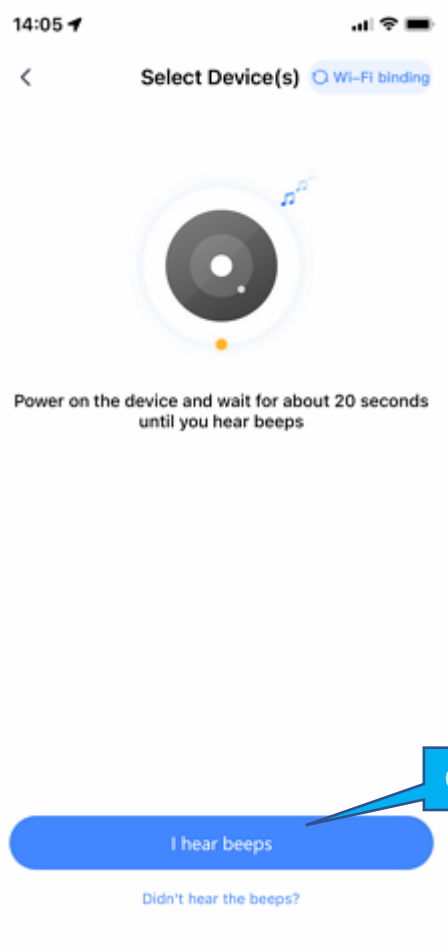 14:05
Select Device(s)
Wi-Fi binding
Power on the device and wait for about 20 seconds
until you hear beeps
I hear beeps
Didn't hear the beeps?